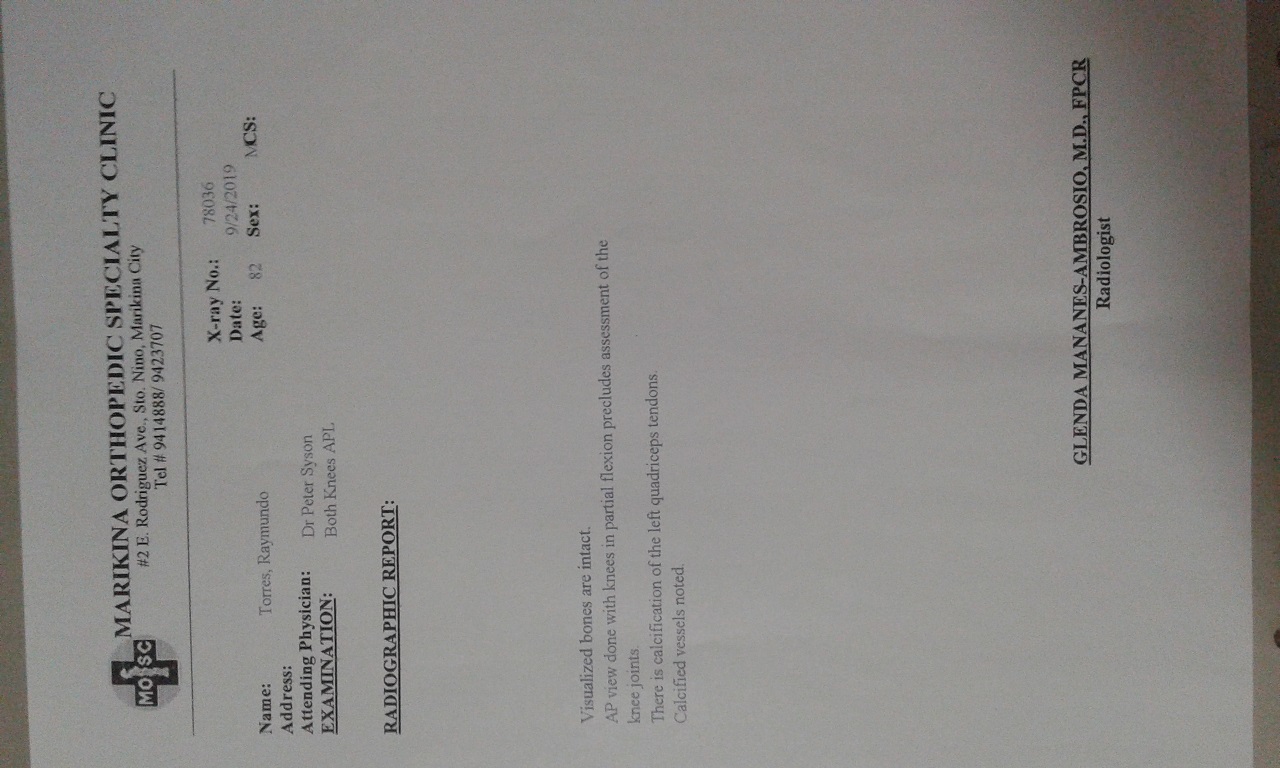 MARIKINA ORTHOPEDIC SPECIALTY CLINIC
MOSC
#2 E. Rodriguez Ave., Sto. Nino, Marikina City
Tel # 9414888/ 9423707
X-ray No.: 78036
Date: 9/24/2019
Age: 82 Sex: MCS:
Name: Torres, Raymundo
Address:
Attending Physician: Dr Peter Syson
EXAMINATION: Both Knees APL
RADIOGRAPHIC REPORT:
Visualized bones are intact.
AP view done with knees in partial flexion precludes assessment of the
knee joints.
There is calcification of the left quadriceps tendons.
Calcified vessels noted.
GLENDA MANANES-AMBROSIO, M.D., FPCR
Radiologist